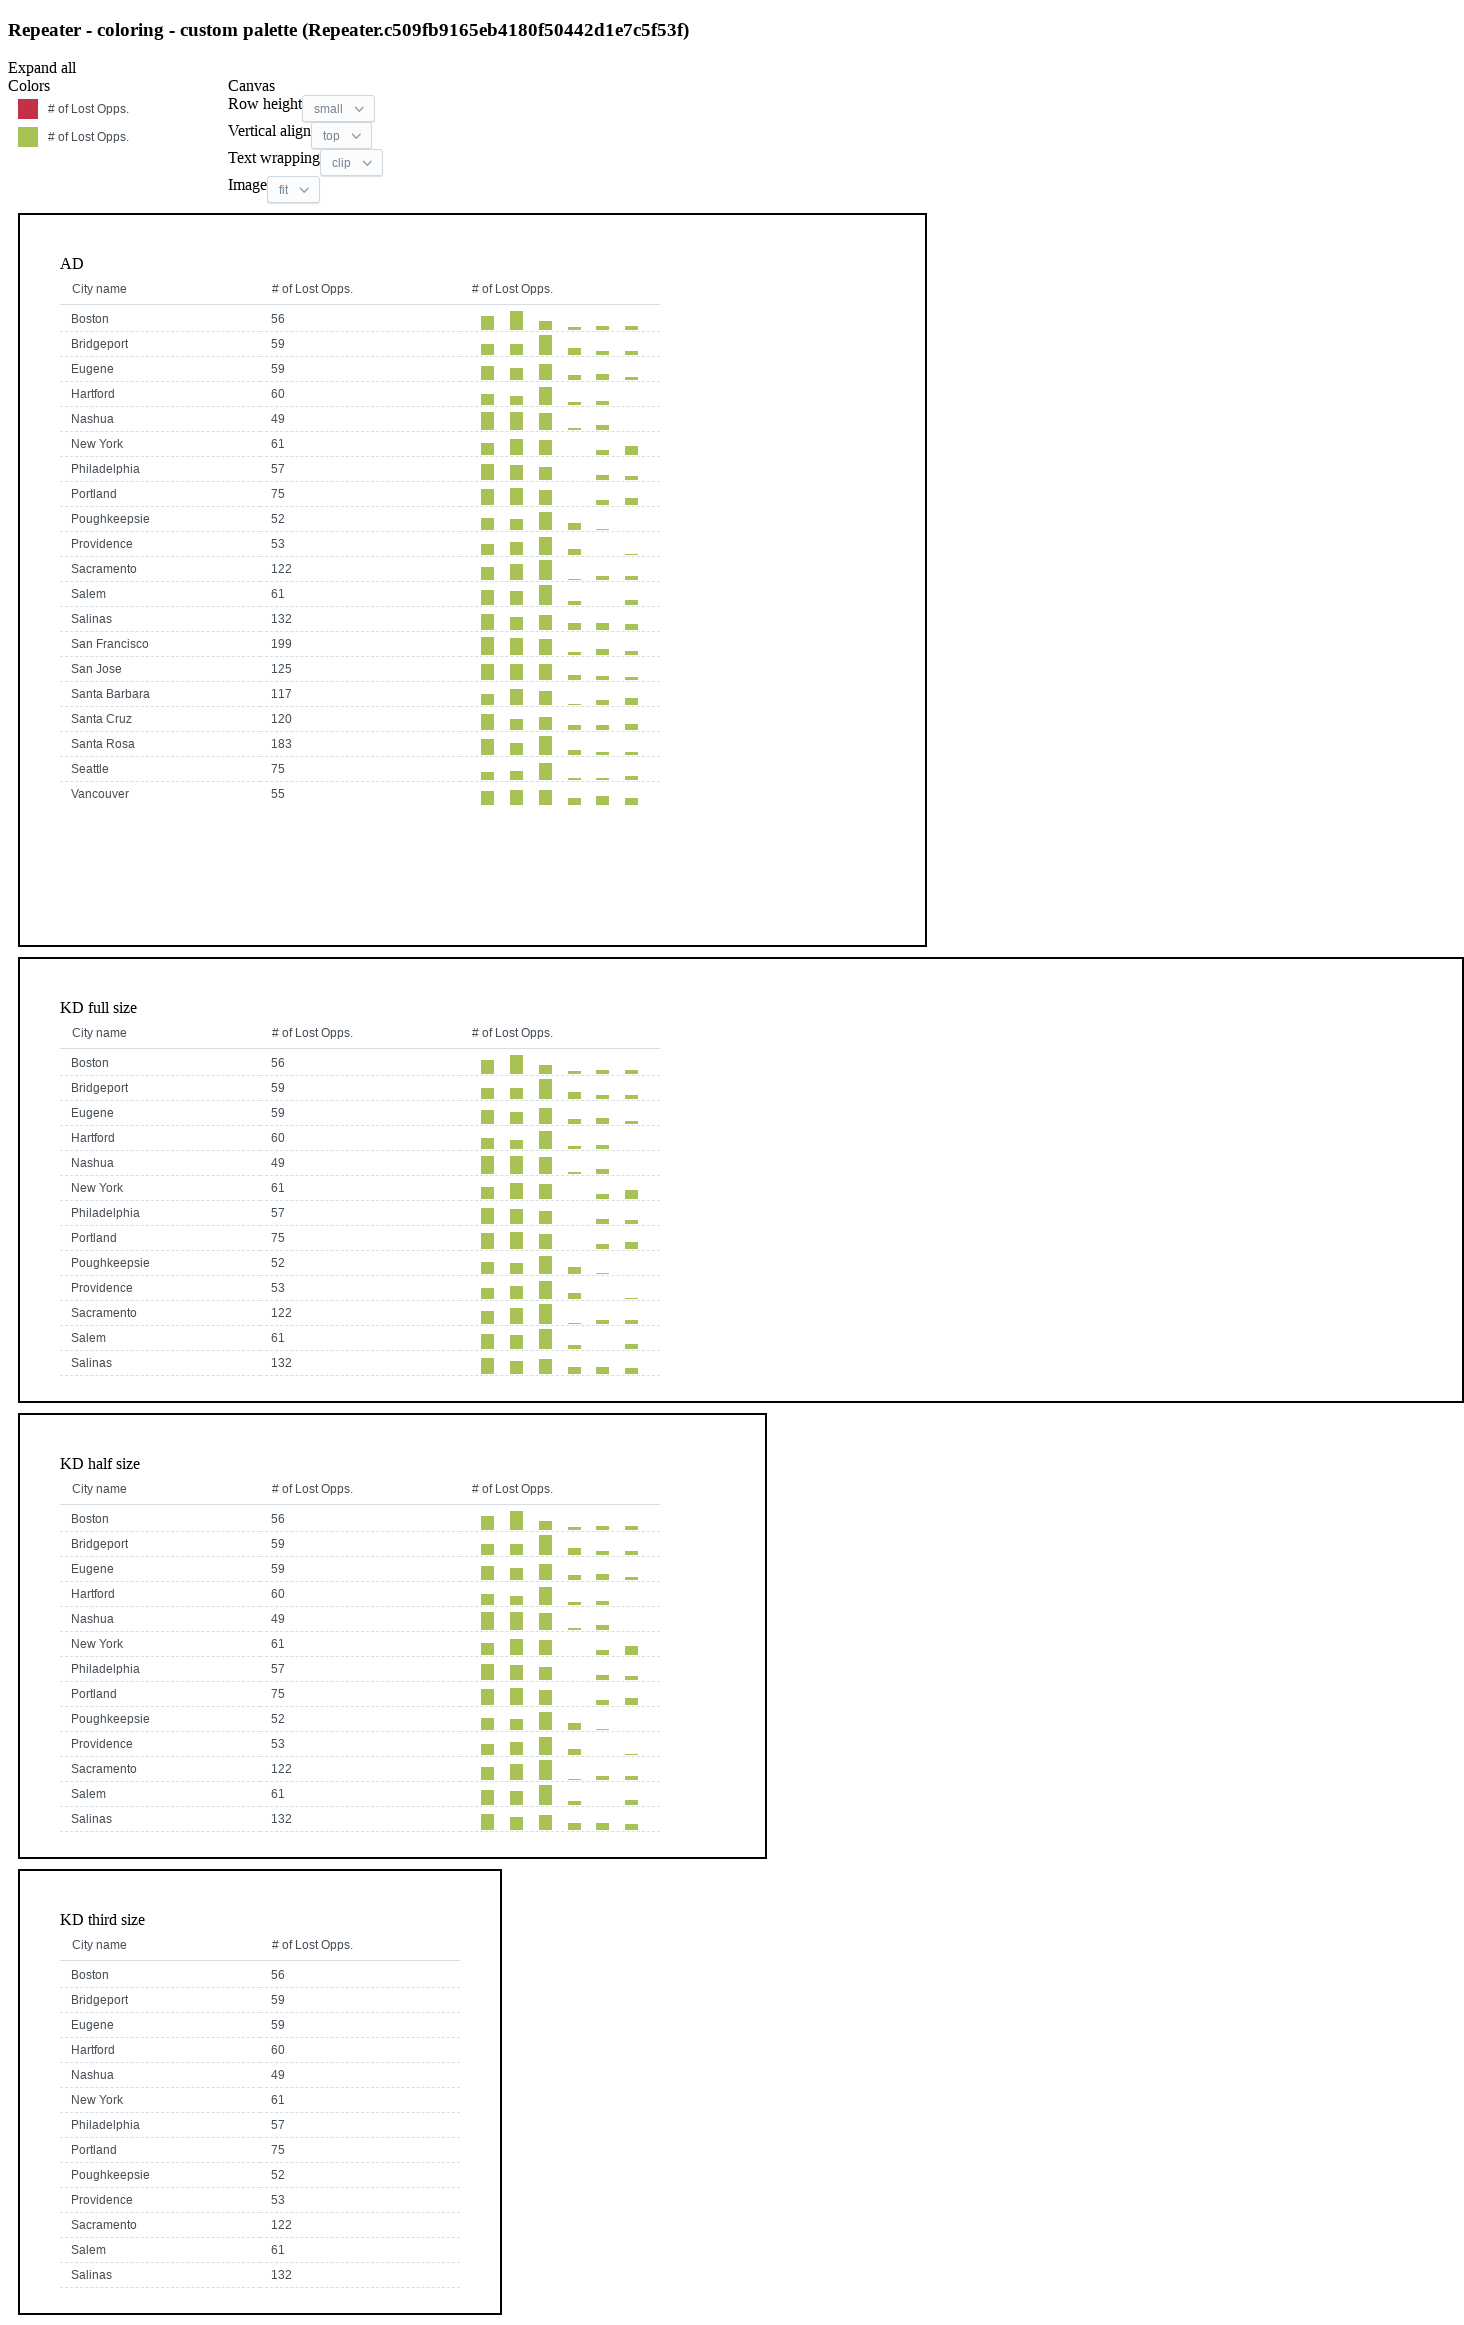 Repeater - coloring - custom palette (Repeater.c509fb9165eb4180f50442d1e7c5f53f)
Expand all
Colors
# of Lost Opps.
# of Lost Opps.
Canvas
Row height small
Vertical align top
Text wrapping clip
Image fit
AD
City name # of Lost Opps. # of Lost Opps.
Boston 56
Bridgeport 59
Eugene 59
Hartford 60
Nashua 49
New York 61
Philadelphia 57
Portland 75
Poughkeepsie 52
Providence 53
Sacramento 122
Salem 61
Salinas 132
San Francisco 199
San Jose 125
Santa Barbara 117
Santa Cruz 120
Santa Rosa 183
Seattle 75
Vancouver 55
KD full size
City name # of Lost Opps. # of Lost Opps.
Boston 56
Bridgeport 59
Eugene 59
Hartford 60
Nashua 49
New York 61
Philadelphia 57
Portland 75
Poughkeepsie 52
Providence 53
Sacramento 122
Salem 61
Salinas 132
KD half size
City name # of Lost Opps. # of Lost Opps.
Boston 56
Bridgeport 59
Eugene 59
Hartford 60
Nashua 49
New York 61
Philadelphia 57
Portland 75
Poughkeepsie 52
Providence 53
Sacramento 122
Salem 61
Salinas 132
KD third size
City name # of Lost Opps.
Boston 56
Bridgeport 59
Eugene 59
Hartford 60
Nashua 49
New York 61
Philadelphia 57
Portland 75
Poughkeepsie 52
Providence 53
Sacramento 122
Salem 61
Salinas 132